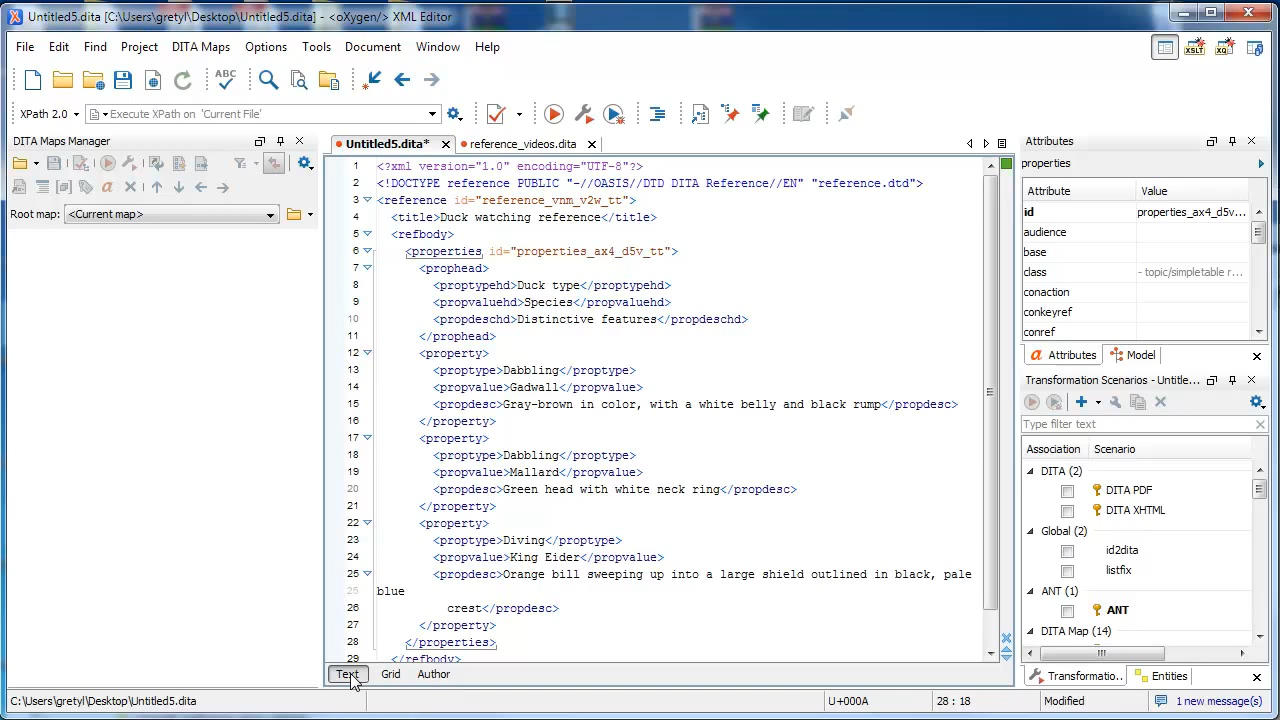 Untitled5.dita [C:\Users\gretyl\Desktop\Untitled5.dita] - <oXygen/> XML Editor
File Edit Find Project DITA Maps Options Tools Document Window Help
XPath 2.0 Execute XPath on 'Current File'
DITA Maps Manager
Root map: <Current map>
Untitled5.dita* reference_videos.dita
1 <?xml version="1.0" encoding="UTF-8"?>
2 <!DOCTYPE reference PUBLIC "-//OASIS//DTD DITA Reference//EN" "reference.dtd">
3 <reference id="reference_vnm_v2w_tt">
4 <title>Duck watching reference</title>
5 <refbody>
6 <properties id="properties_ax4_d5v_tt">
7 <prophead>
8 <proptypehd>Duck type</proptypehd>
9 <propvaluehd>Species</propvaluehd>
10 <propdeschd>Distinctive features</propdeschd>
11 </prophead>
12 <property>
13 <proptype>Dabbling</proptype>
14 <propvalue>Gadwall</propvalue>
15 <propdesc>Gray-brown in color, with a white belly and black rump</propdesc>
16 </property>
17 <property>
18 <proptype>Dabbling</proptype>
19 <propvalue>Mallard</propvalue>
20 <propdesc>Green head with white neck ring</propdesc>
21 </property>
22 <property>
23 <proptype>Diving</proptype>
24 <propvalue>King Eider</propvalue>
25 <propdesc>Orange bill sweeping up into a large shield outlined in black, pale
25 blue
26 crest</propdesc>
27 </property>
28 </properties>
29 </refbody>
Text Grid Author
Attributes
properties
Attribute Value
id properties_ax4_d5v...
audience
base
class - topic/simpletable r...
conaction
conkeyref
conref
Attributes Model
Transformation Scenarios - Untitle...
Type filter text
Association Scenario
DITA (2)
DITA PDF
DITA XHTML
Global (2)
id2dita
listfix
ANT (1)
ANT
DITA Map (14)
Transformatio.. Entities
C:\Users\gretyl\Desktop\Untitled5.dita U+000A 28 : 18 Modified 1 new message(s)